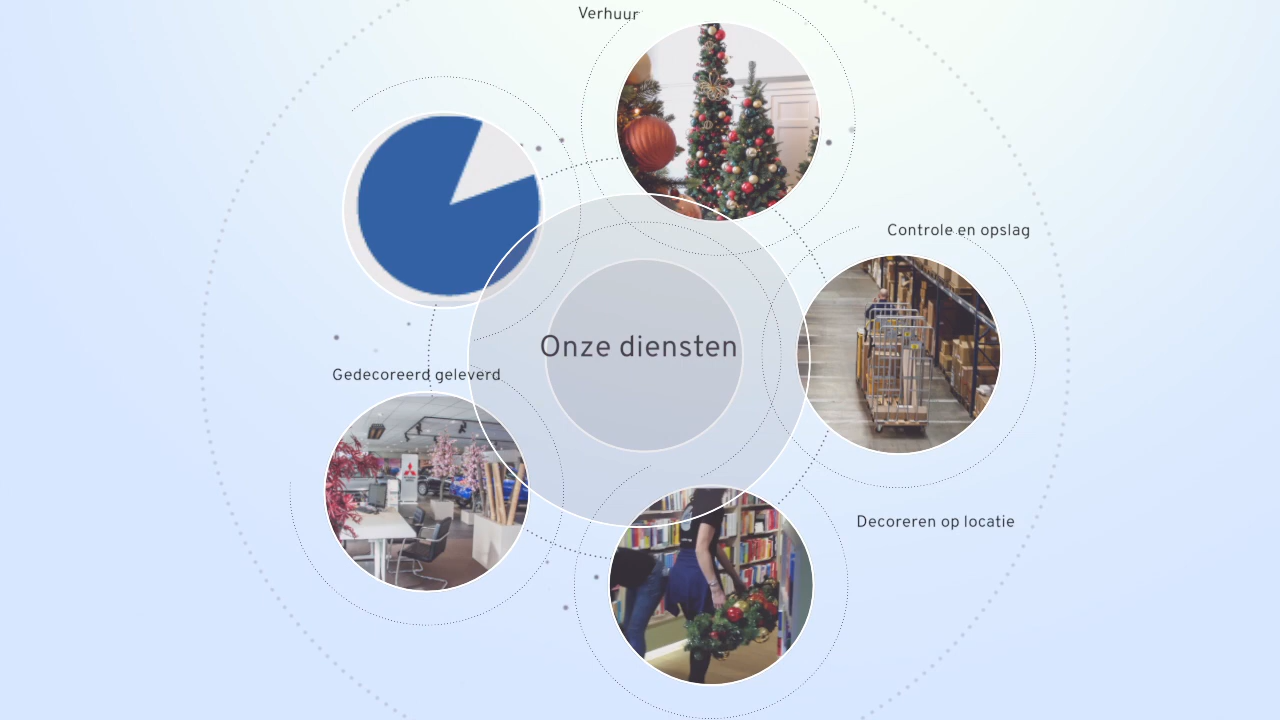 Verhuur
Controle en opslag
Onze diensten
Gedecoreerd geleverd
Decoreren op locatie